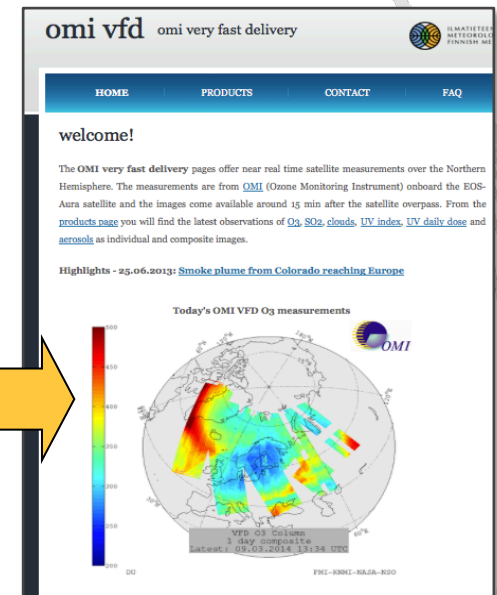 omi vfd omi very fast delivery
ILMATIETEEN
METEOROLO
FINNISH ME
HOME PRODUCTS CONTACT FAQ
welcome!
The OMI very fast delivery pages offer near real time satellite measurements over the Northern
Hemisphere. The measurements are from OMI (Ozone Monitoring Instrument) onboard the EOS-
Aura satellite and the images come available around 15 min after the satellite overpass. From the
products page you will find the latest observations of O3, SO2, clouds, UV index, UV daily dose and
aerosols as individual and composite images.
Highlights - 25.06.2013: Smoke plume from Colorado reaching Europe
Today's OMI VFD O3 measurements
OMI
500
450
400
350
300
250
200
DU
VFD O3 Column
1 day composite
Latest: 09.03.2014 13:34 UTC
FMI-KNMI-NASA-NSO